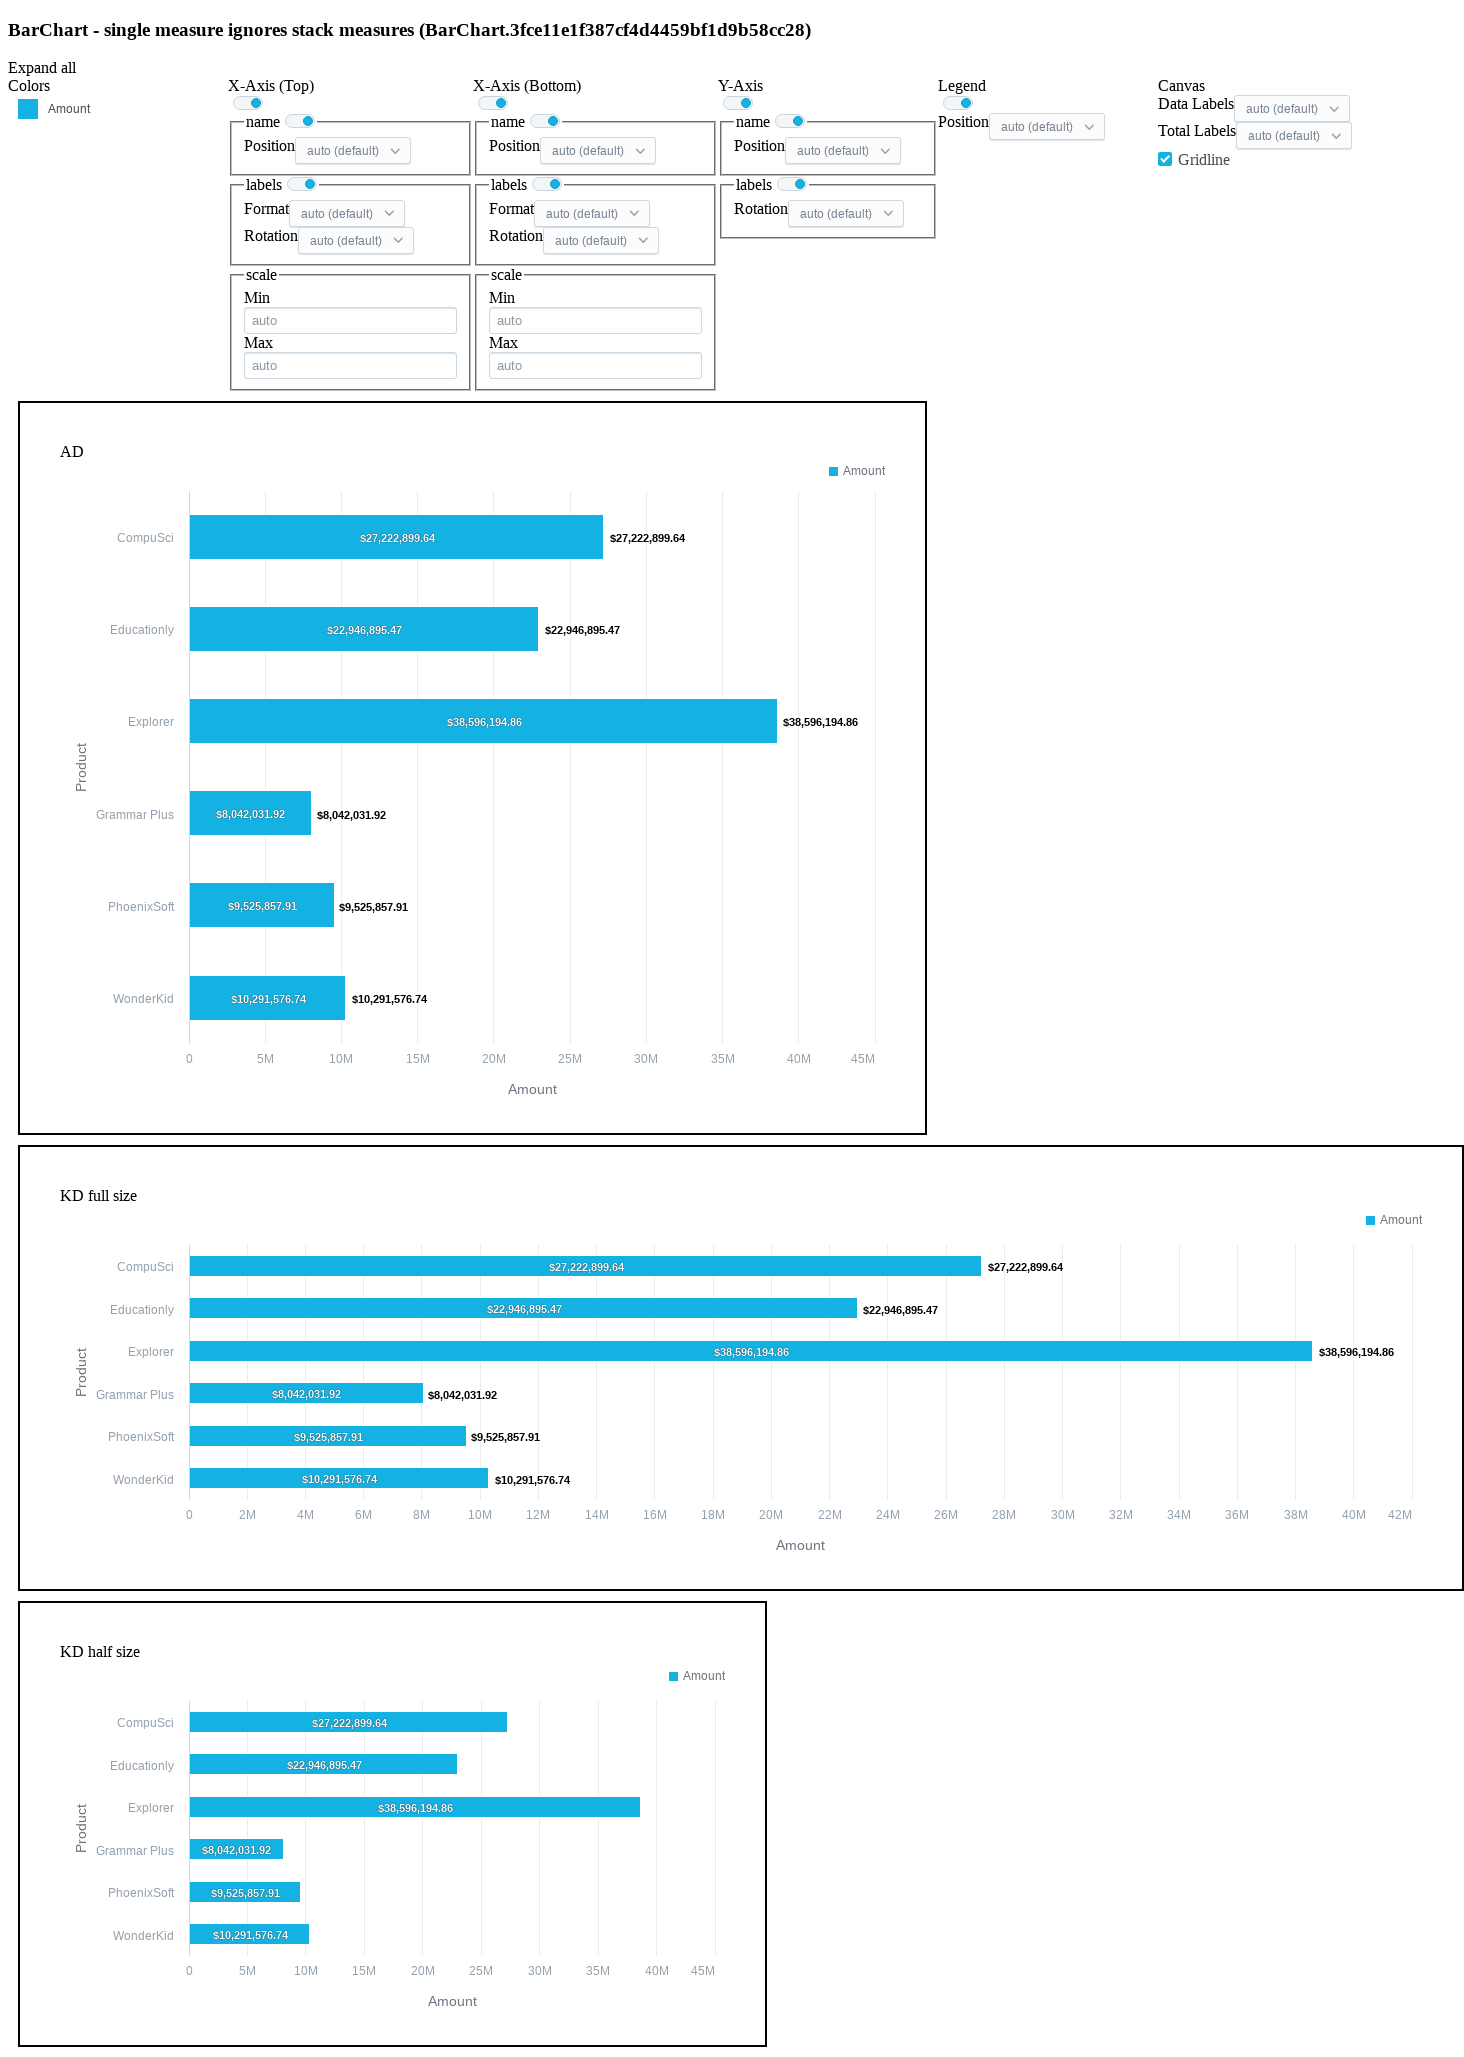 BarChart - single measure ignores stack measures (BarChart.3fce11e1f387cf4d4459bf1d9b58cc28)
Expand all
Colors
Amount
X-Axis (Top)
name
Position auto (default)
labels
Format auto (default)
Rotation auto (default)
scale
Min
auto
Max
auto
X-Axis (Bottom)
name
Position auto (default)
labels
Format auto (default)
Rotation auto (default)
scale
Min
auto
Max
auto
Y-Axis
name
Position auto (default)
labels
Rotation auto (default)
Legend
Position auto (default)
Canvas
Data Labels auto (default)
Total Labels auto (default)
Gridline
AD
Amount
CompuSci $27,222,899.64 $27,222,899.64
Educationly $22,946,895.47 $22,946,895.47
Explorer $38,596,194.86 $38,596,194.86
Product
Grammar Plus $8,042,031.92 $8,042,031.92
PhoenixSoft $9,525,857.91 $9,525,857.91
WonderKid $10,291,576.74 $10,291,576.74
0 5M 10M 15M 20M 25M 30M 35M 40M 45M
Amount
KD full size
Amount
CompuSci $27,222,899.64 $27,222,899.64
Educationly $22,946,895.47 $22,946,895.47
Explorer $38,596,194.86 $38,596,194.86
Product
Grammar Plus $8,042,031.92 $8,042,031.92
PhoenixSoft $9,525,857.91 $9,525,857.91
WonderKid $10,291,576.74 $10,291,576.74
0 2M 4M 6M 8M 10M 12M 14M 16M 18M 20M 22M 24M 26M 28M 30M 32M 34M 36M 38M 40M 42M
Amount
KD half size
Amount
CompuSci $27,222,899.64
Educationly $22,946,895.47
Explorer $38,596,194.86
Product
Grammar Plus $8,042,031.92
PhoenixSoft $9,525,857.91
WonderKid $10,291,576.74
0 5M 10M 15M 20M 25M 30M 35M 40M 45M
Amount